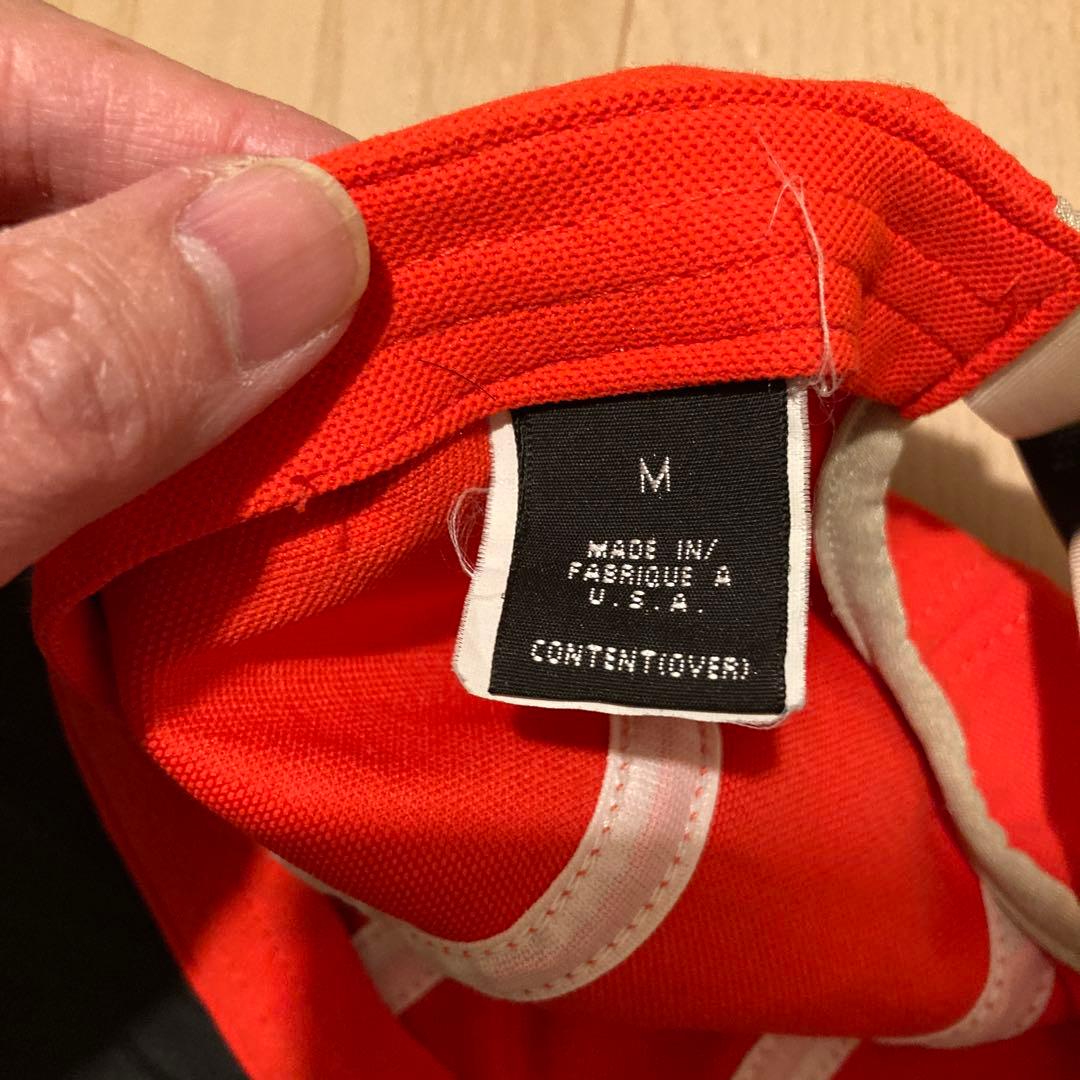 M
MADE IN/
FABRIQUE A
U.S.A.
CONTENT(OVER)